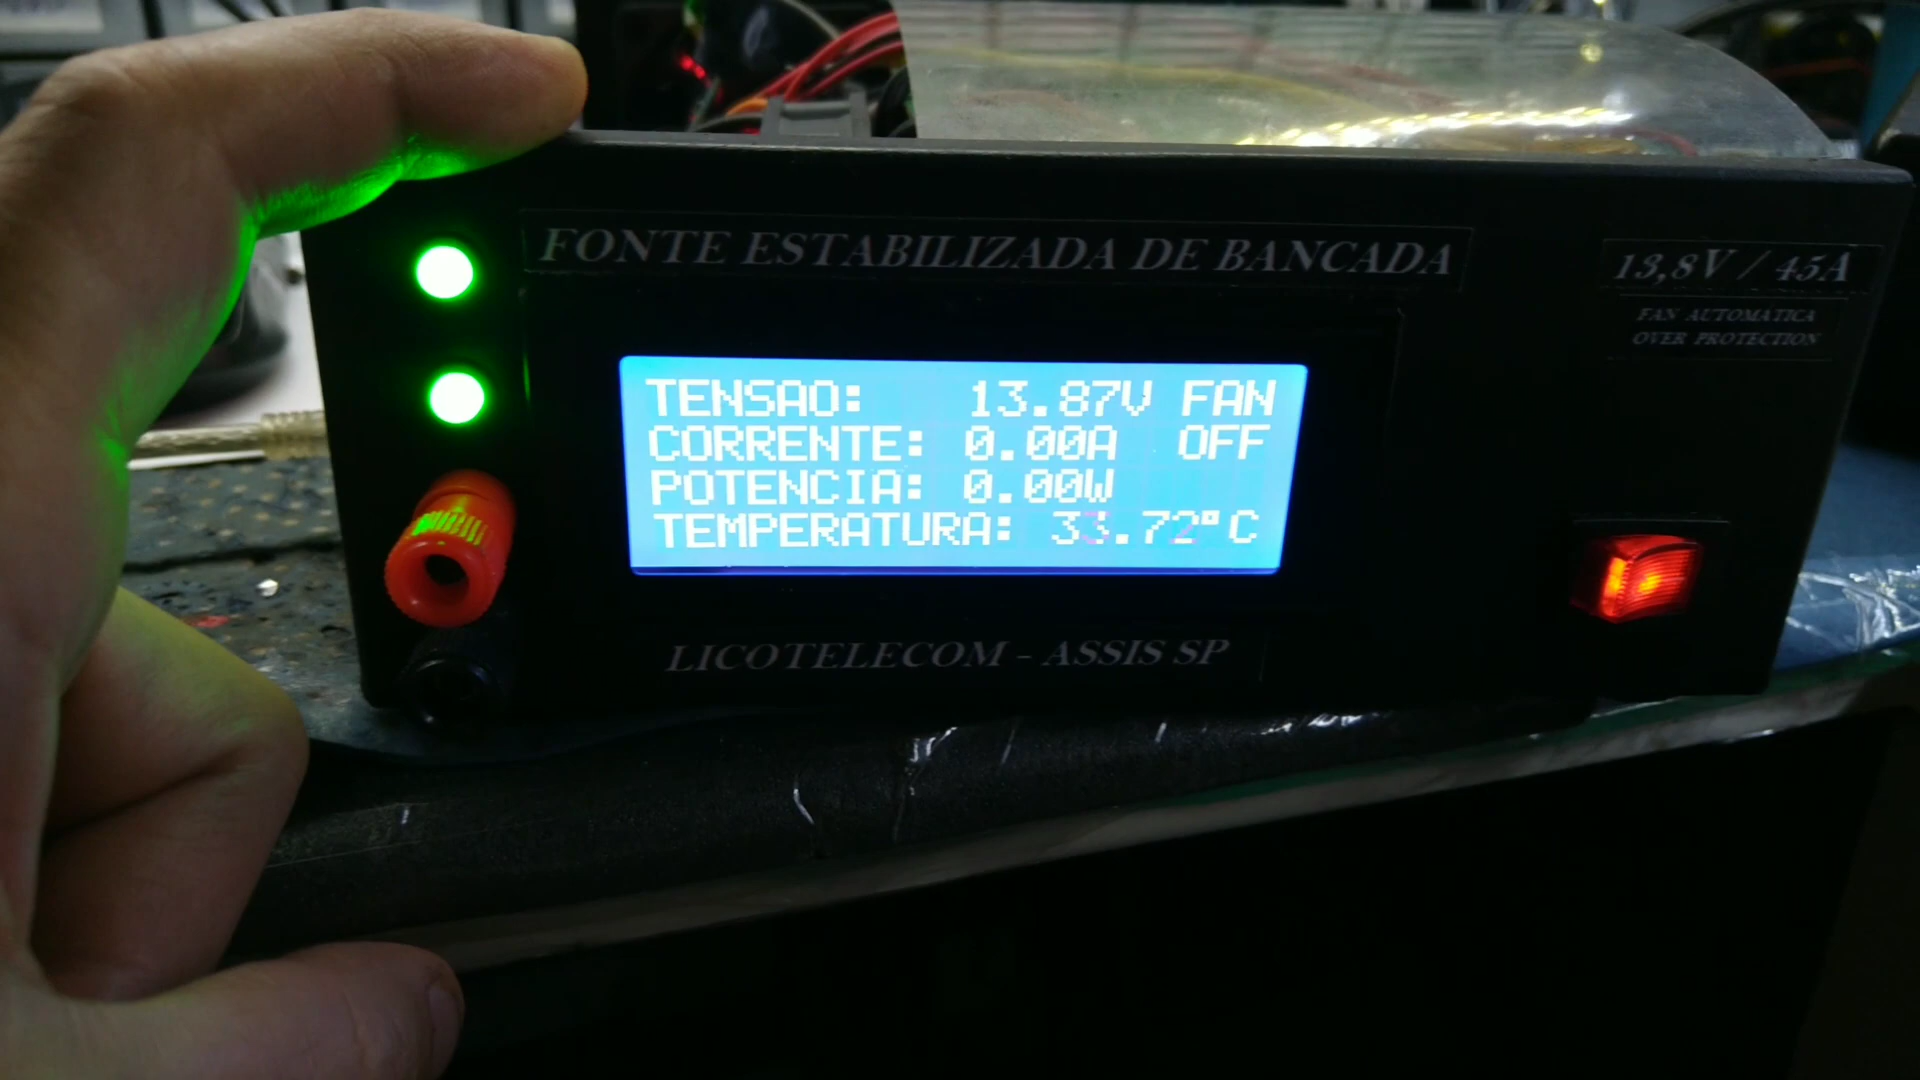 FONTE ESTABILIZADA DE BANCADA
13,8V / 45A
FAN AUTOMATICA
OVER PROTECTION
TENSAO: 13.87V FAN
CORRENTE: 0.00A OFF
POTENCIA: 0.00W
TEMPERATURA: 33.72°C
LICOTELECOM - ASSIS SP